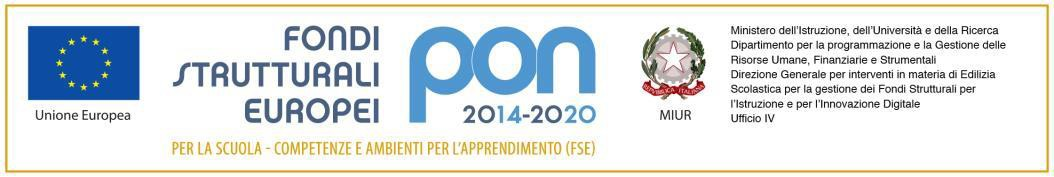 Unione Europea
FONDI
STRUTTURALI
EUROPEI
pon
2014-2020
PER LA SCUOLA - COMPETENZE E AMBIENTI PER L'APPRENDIMENTO (FSE)
REPVBBLICA ITALIANA
MIUR
Ministero dell'Istruzione, dell'Università e della Ricerca
Dipartimento per la programmazione e la Gestione delle
Risorse Umane, Finanziarie e Strumentali
Direzione Generale per interventi in materia di Edilizia
Scolastica per la gestione dei Fondi Strutturali per
l'Istruzione e per l'Innovazione Digitale
Ufficio IV